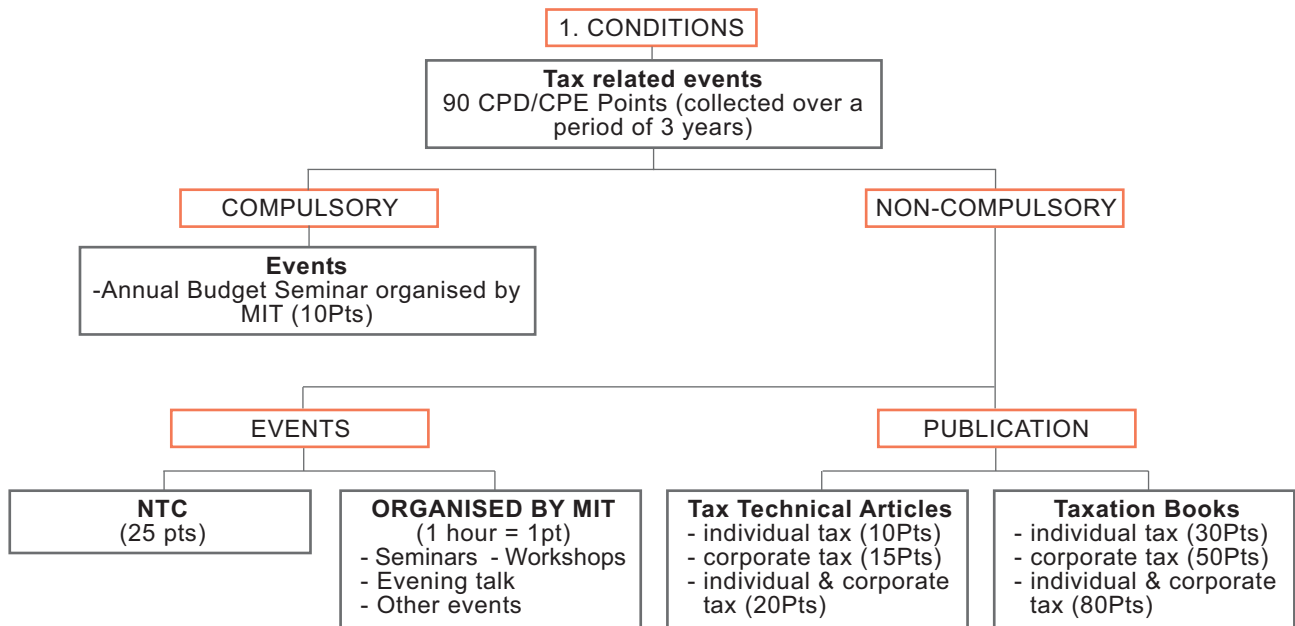 1. CONDITIONS
Tax related events
90 CPD/CPE Points (collected over a
period of 3 years)
COMPULSORY
NON-COMPULSORY
Events
-Annual Budget Seminar organised by
MIT (10Pts)
EVENTS
PUBLICATION
NTC
(25 pts)
ORGANISED BY MIT
(1 hour = 1pt)
- Seminars - Workshops
- Evening talk
- Other events
Tax Technical Articles
- individual tax (10Pts)
- corporate tax (15Pts)
- individual & corporate
tax (20Pts)
Taxation Books
- individual tax (30Pts)
- corporate tax (50Pts)
- individual & corporate
tax (80Pts)